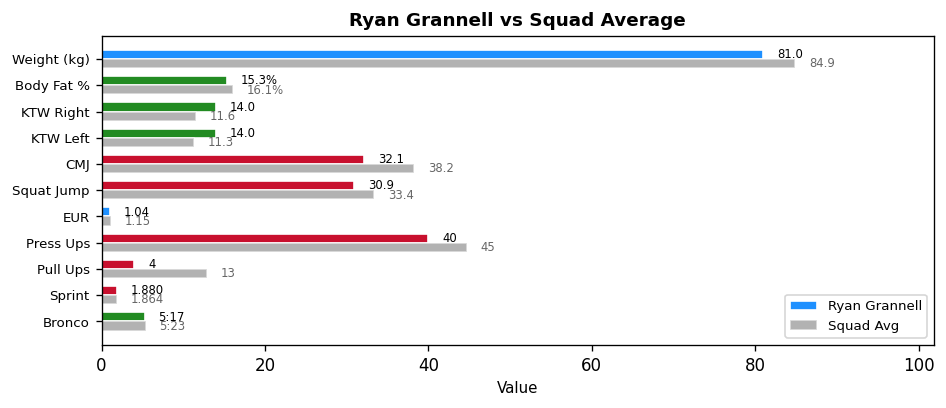 Ryan Grannell vs Squad Average
Weight (kg) 81.0
84.9
Body Fat % 15.3%
16.1%
KTW Right 14.0
11.6
KTW Left 14.0
11.3
CMJ 32.1
38.2
Squat Jump 30.9
33.4
EUR 1.04
1.15
Press Ups 40
45
Pull Ups 4
13
Sprint 1.880
1.864
Bronco 5:17
5:23
Ryan Grannell
Squad Avg
0 20 40 60 80 100
Value